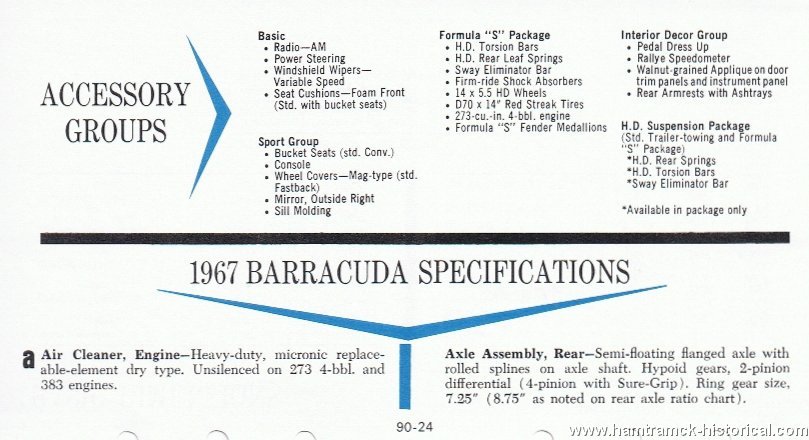 ACCESSORY
GROUPS
Basic
• Radio—AM
• Power Steering
• Windshield Wipers—
Variable Speed
• Seat Cushions—Foam Front
(Std. with bucket seats)
Sport Group
• Bucket Seats (std. Conv.)
• Console
• Wheel Covers—Mag-type (std.
Fastback)
• Mirror, Outside Right
• Sill Molding
Formula "S" Package
• H.D. Torsion Bars
• H.D. Rear Leaf Springs
• Sway Eliminator Bar
• Firm-ride Shock Absorbers
• 14 x 5.5 HD Wheels
• D70 x 14" Red Streak Tires
• 273-cu.-in. 4-bbl. engine
• Formula "S" Fender Medallions
Interior Decor Group
• Pedal Dress Up
• Rallye Speedometer
• Walnut-grained Applique on door
trim panels and instrument panel
• Rear Armrests with Ashtrays
H.D. Suspension Package
(Std. Trailer-towing and Formula
"S" Package)
*H.D. Rear Springs
*H.D. Torsion Bars
*Sway Eliminator Bar
*Available in package only
1967 BARRACUDA SPECIFICATIONS
a Air Cleaner, Engine—Heavy-duty, micronic replace-
able-element dry type. Unsilenced on 273 4-bbl. and
383 engines.
Axle Assembly, Rear—Semi-floating flanged axle with
rolled splines on axle shaft. Hypoid gears, 2-pinion
differential (4-pinion with Sure-Grip). Ring gear size,
7.25" (8.75" as noted on rear axle ratio chart).
90-24
www.hamtramck-historical.com